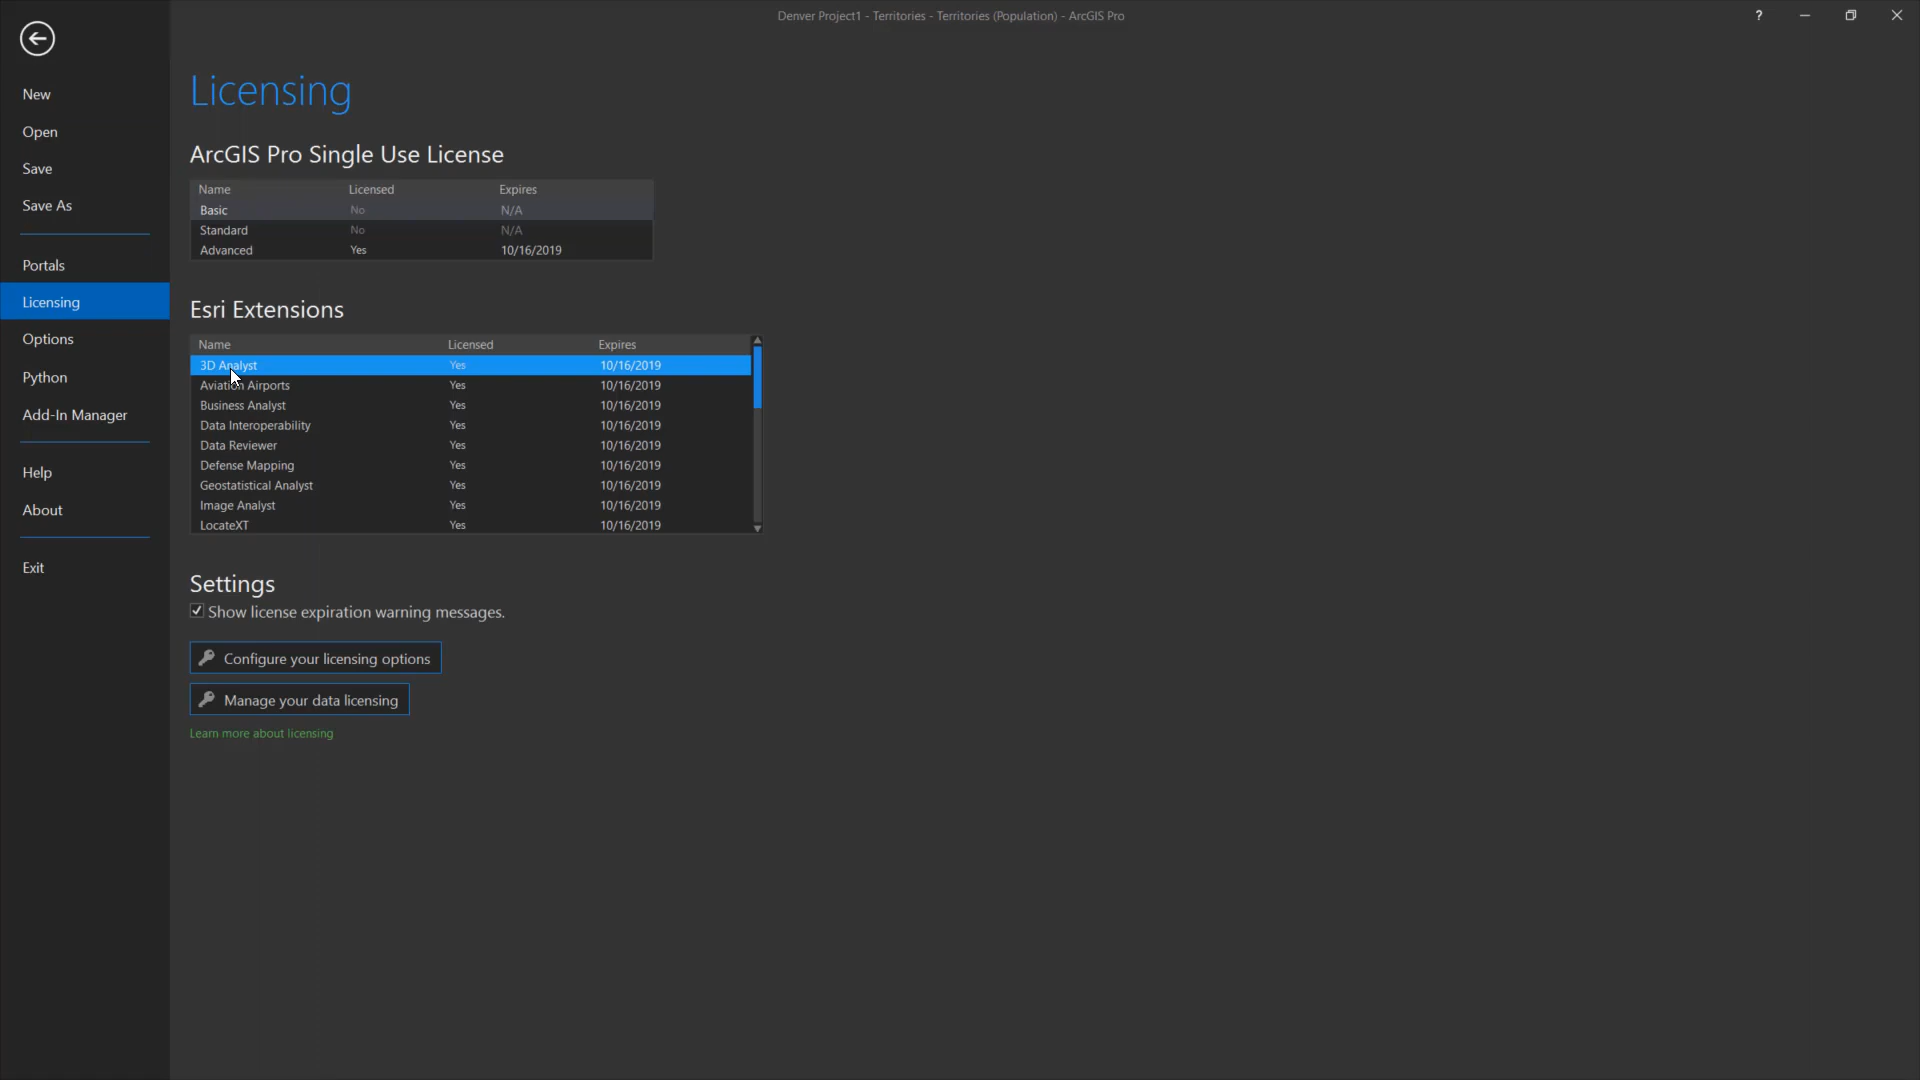 Denver Project1 - Territories - Territories (Population) - ArcGIS Pro
?
New
Open
Save
Save As
Portals
Licensing
Options
Python
Add-In Manager
Help
About
Exit
Licensing
ArcGIS Pro Single Use License
Name Licensed Expires
Basic No N/A
Standard No N/A
Advanced Yes 10/16/2019
Esri Extensions
Name Licensed Expires
3D Analyst Yes 10/16/2019
Aviation Airports Yes 10/16/2019
Business Analyst Yes 10/16/2019
Data Interoperability Yes 10/16/2019
Data Reviewer Yes 10/16/2019
Defense Mapping Yes 10/16/2019
Geostatistical Analyst Yes 10/16/2019
Image Analyst Yes 10/16/2019
LocateXT Yes 10/16/2019
Settings
Show license expiration warning messages.
Configure your licensing options
Manage your data licensing
Learn more about licensing